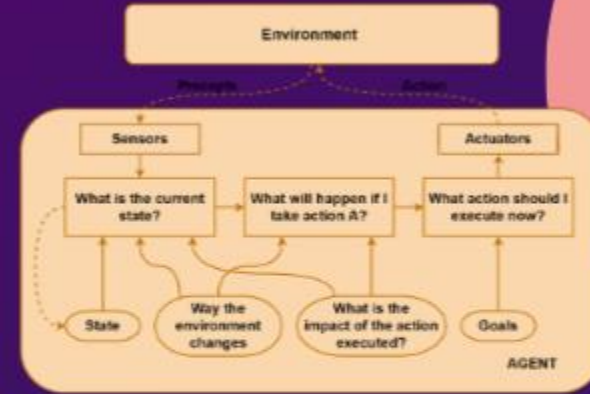 Environment
Percepts
Action
Sensors
Actuators
What is the current
state?
What will happen if I
take action A?
What action should I
execute now?
State
Way the
environment
changes
What is the
impact of the action
executed?
Goals
AGENT